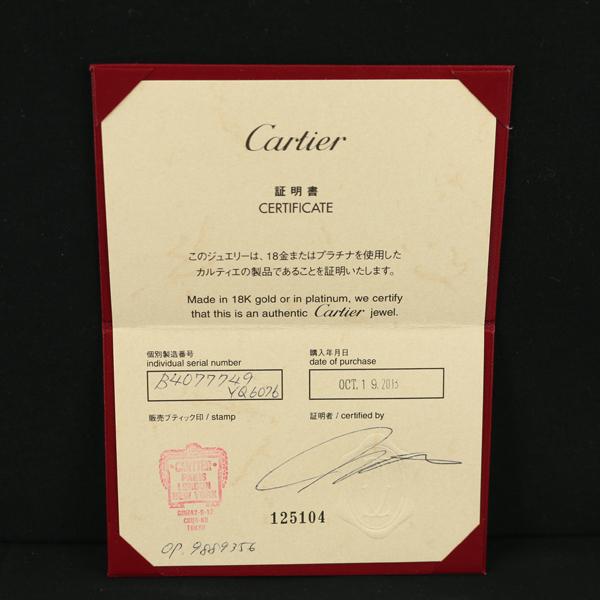 Cartier
証明書
CERTIFICATE
このジュエリーは、18金またはプラチナを使用した
カルティエの製品であることを証明いたします。
Made in 18K gold or in platinum, we certify
that this is an authentic Cartier jewel.
個別製造番号
individual serial number
B4077749
YQ6076
購入年月日
date of purchase
OCT. 19. 2013
販売ブティック印 / stamp
証明者 / certified by
CARTIER
PARIS
LONDON
NEW YORK
CHUO-KU
TOKYO
125104
OP. 9889356